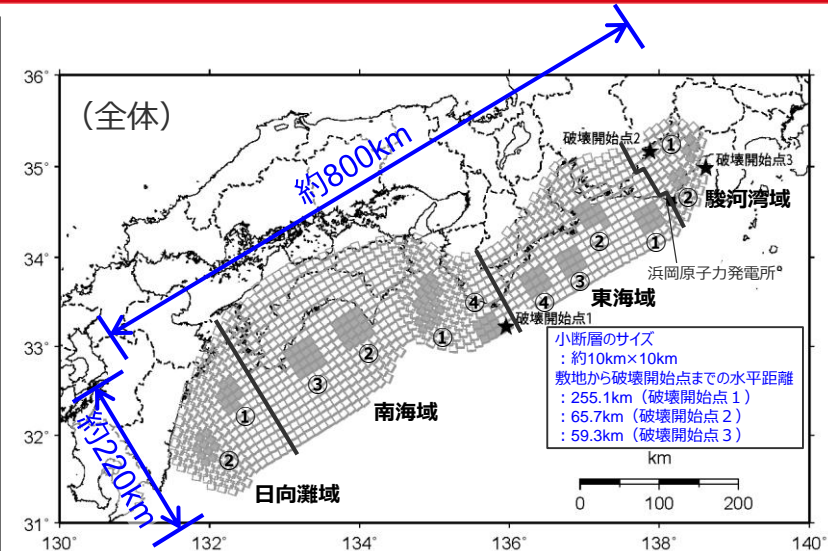 36°
35°
34°
33°
32°
31°
130°
132°
134°
136°
138°
140°
（全体）
約800km
約220km
破壊開始点2
①
破壊開始点3
②
駿河湾域
浜岡原子力発電所
②
①
③
④
東海域
④
破壊開始点1
①
②
③
南海域
①
②
日向灘域
小断層のサイズ
：約10km×10km
敷地から破壊開始点までの水平距離
：255.1km（破壊開始点１）
：65.7km（破壊開始点２）
：59.3km（破壊開始点３）
km
0
100
200